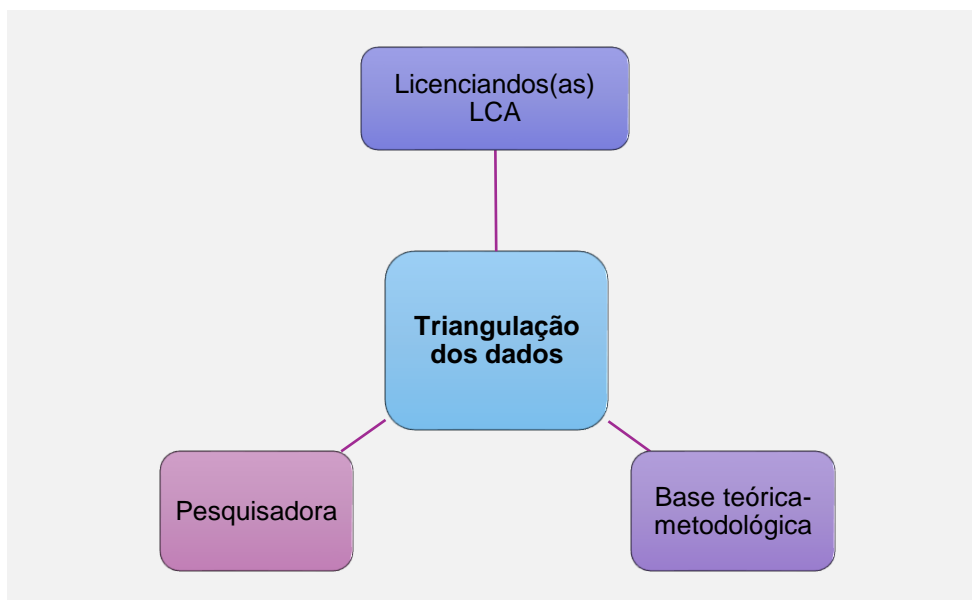 Licenciandos(as)
LCA
Triangulação
dos dados
Pesquisadora
Base teórica-
metodológica